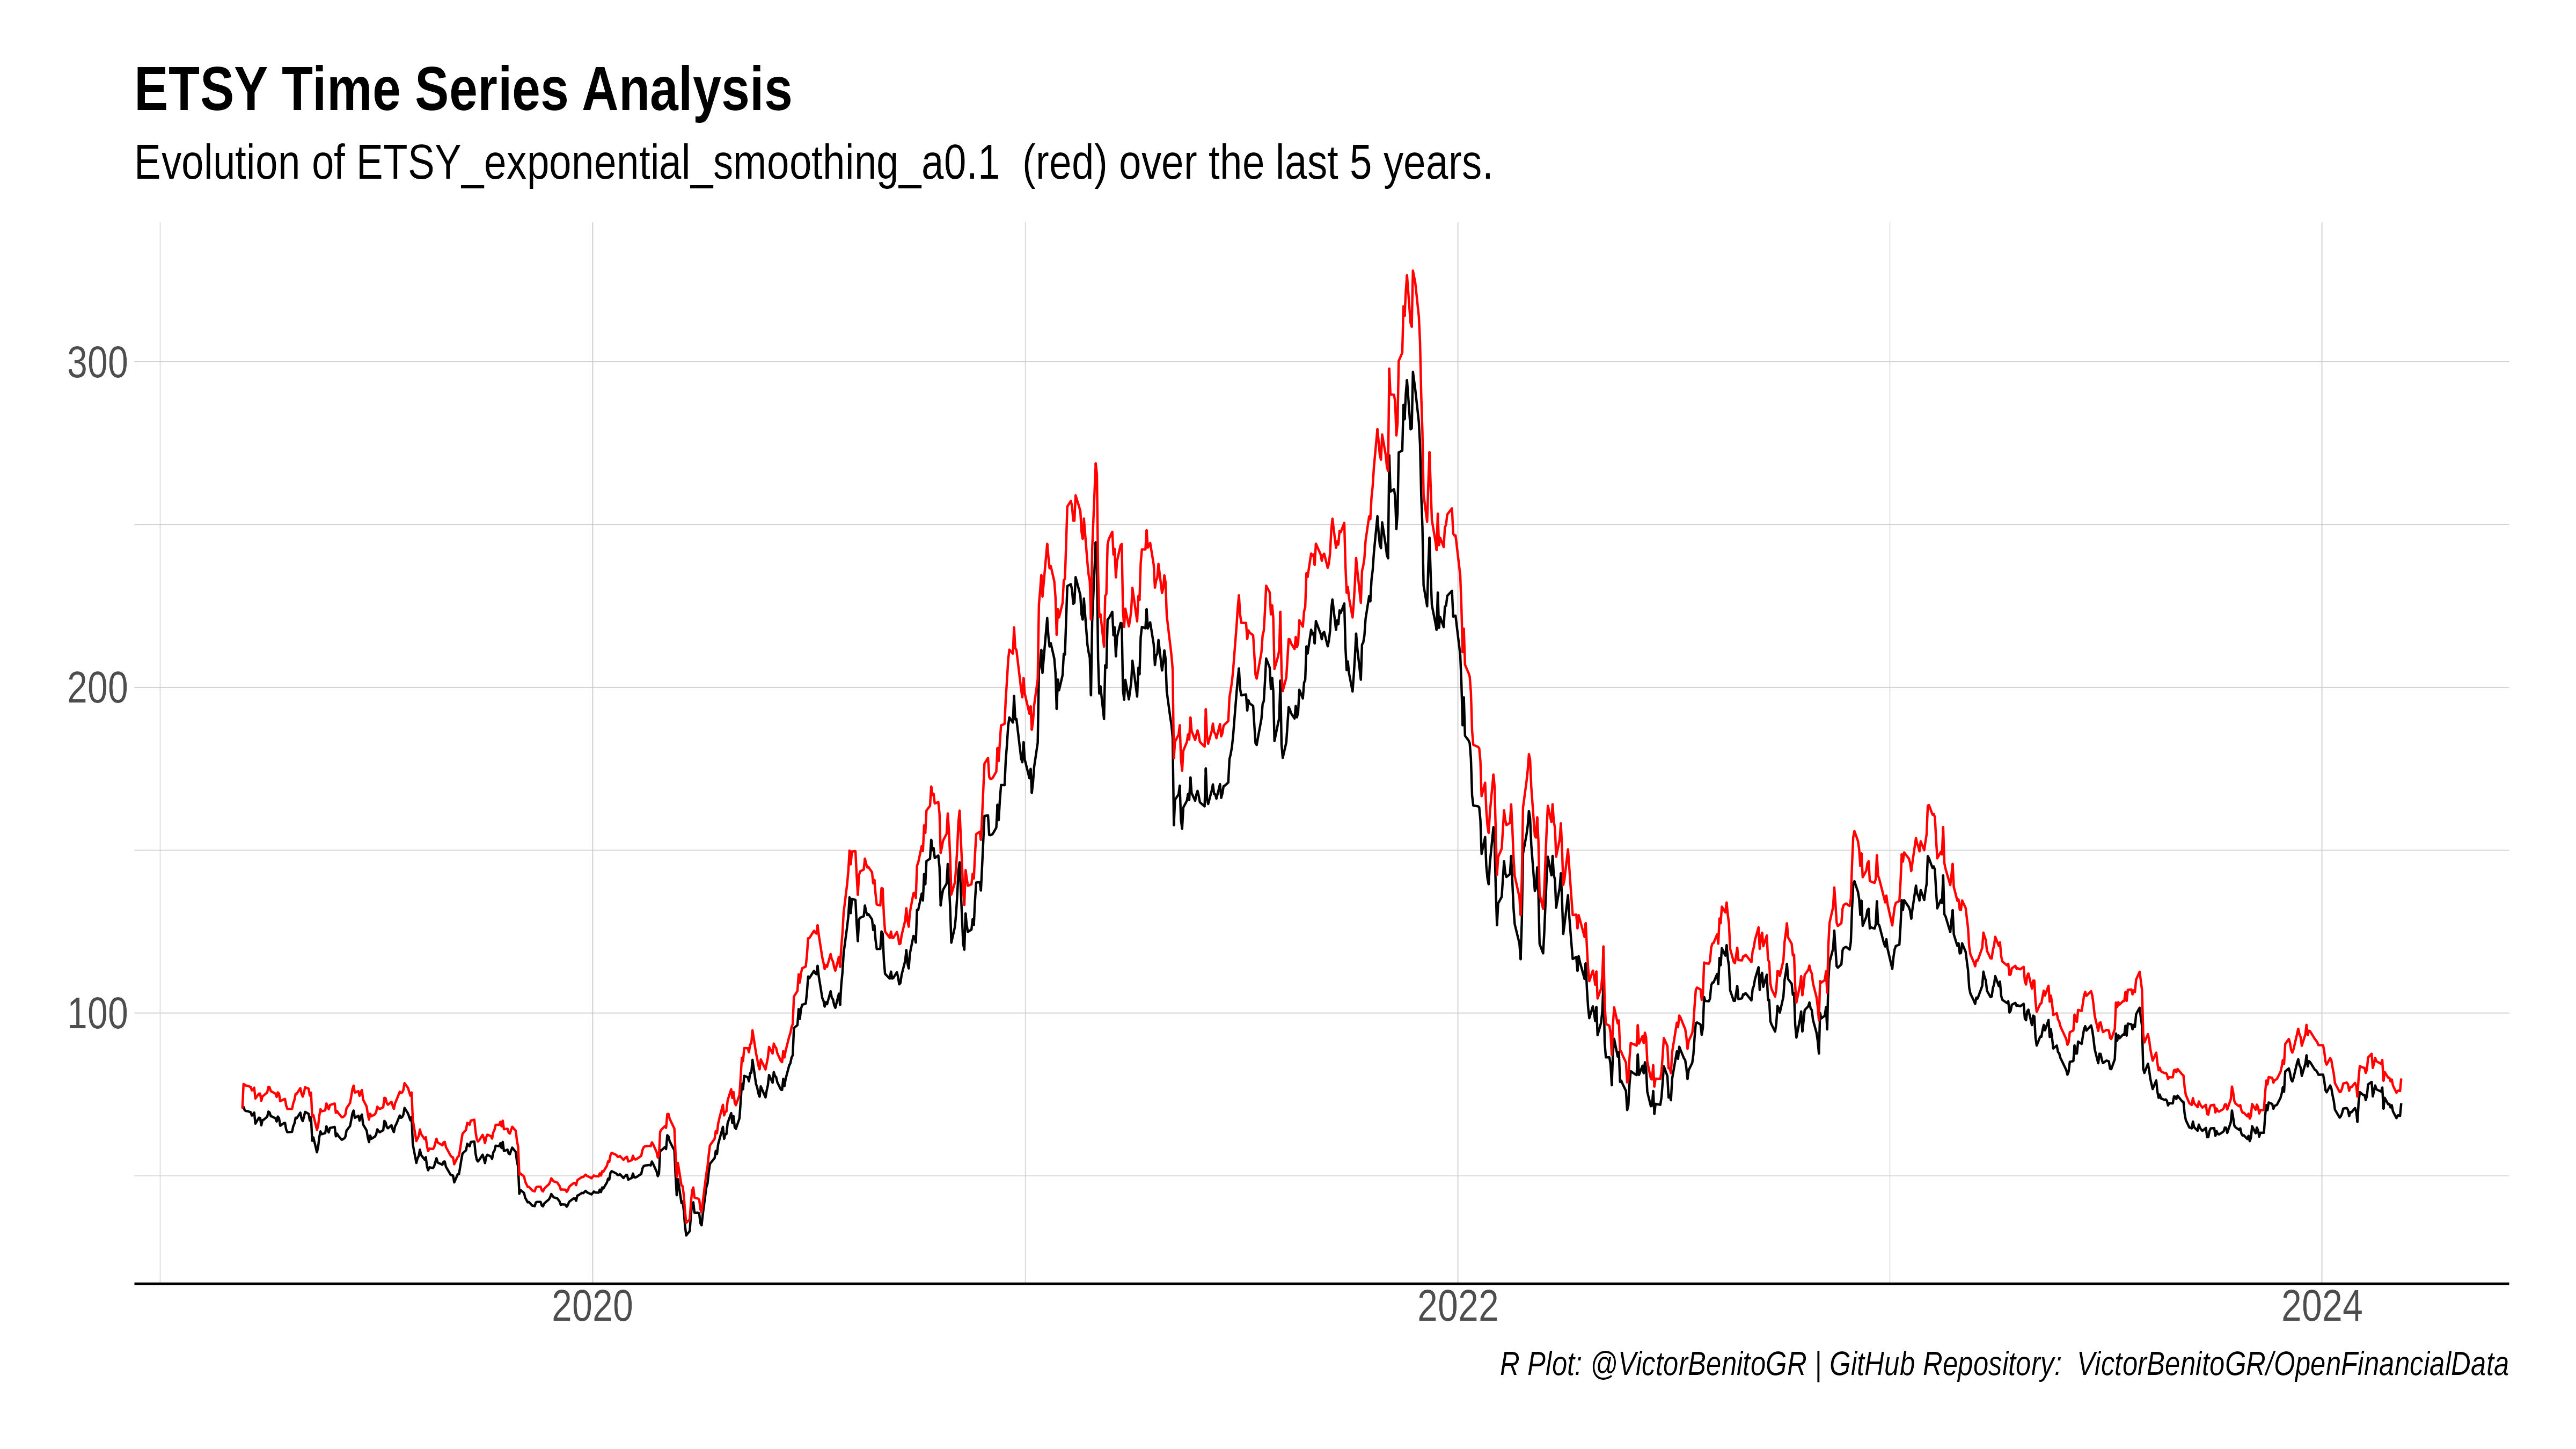 ETSY Time Series Analysis
Evolution of ETSY_exponential_smoothing_a0.1  (red) over the last 5 years.
300
200
100
2020 2022 2024
R Plot: @VictorBenitoGR | GitHub Repository:  VictorBenitoGR/OpenFinancialData